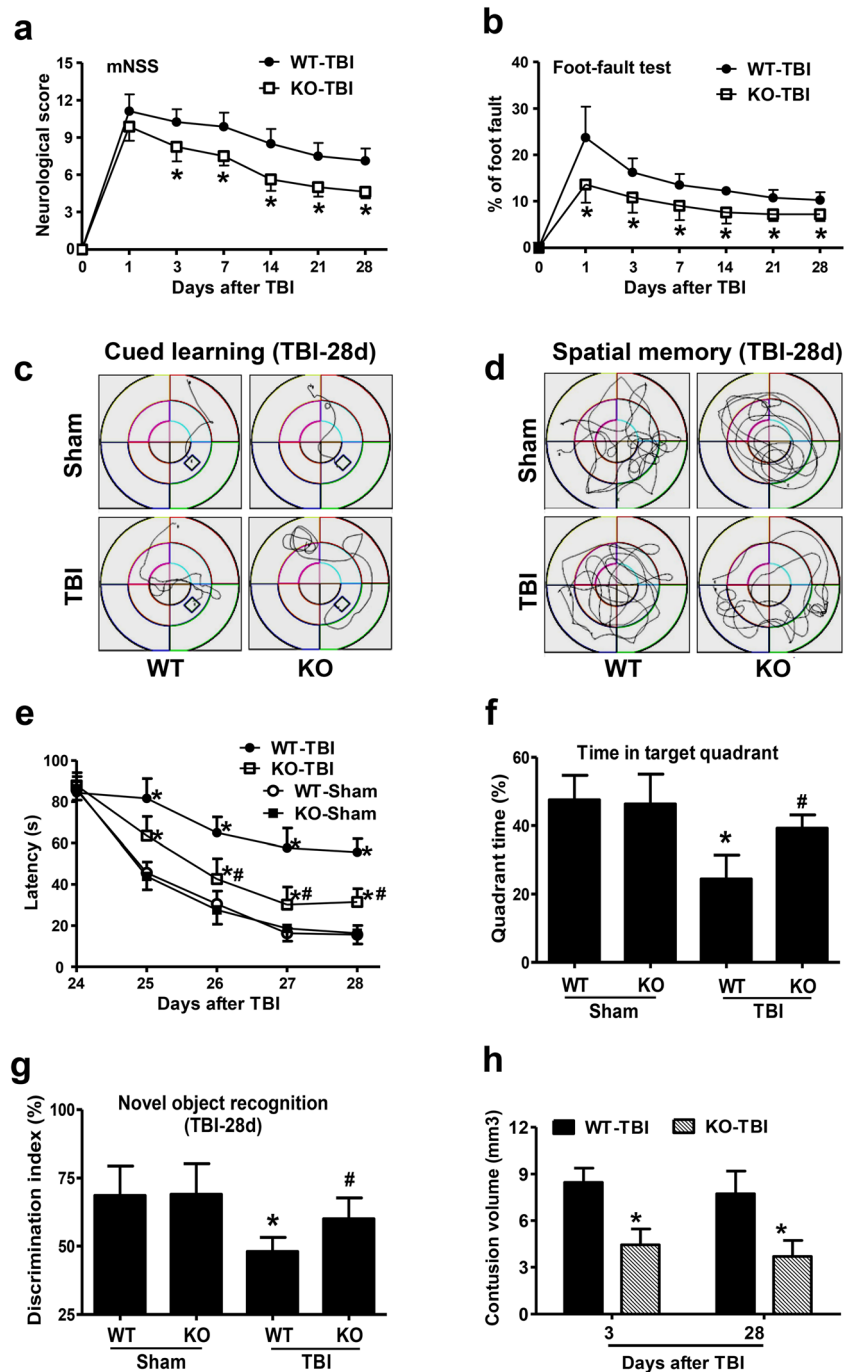 a
mNSS
WT-TBI
KO-TBI
Neurological score
15
12
9
6
3
0
0 1 3 7 14 21 28
* * * * *
Days after TBI
b
Foot-fault test
WT-TBI
KO-TBI
% of foot fault
40
30
20
10
0
0 1 3 7 14 21 28
* * * * * *
Days after TBI
c
Cued learning (TBI-28d)
Sham
TBI
WT KO
d
Spatial memory (TBI-28d)
Sham
TBI
WT KO
e
WT-TBI
KO-TBI
WT-Sham
KO-Sham
Latency (s)
100
80
60
40
20
0
* * * *
* *# *# *#
24 25 26 27 28
Days after TBI
f
Time in target quadrant
Quadrant time (%)
60
40
20
0
* #
WT KO WT KO
Sham TBI
g
Novel object recognition
(TBI-28d)
Discrimination index (%)
100
75
50
25
* #
WT KO WT KO
Sham TBI
h
WT-TBI KO-TBI
Contusion volume (mm3)
12
9
6
3
0
* *
3 28
Days after TBI